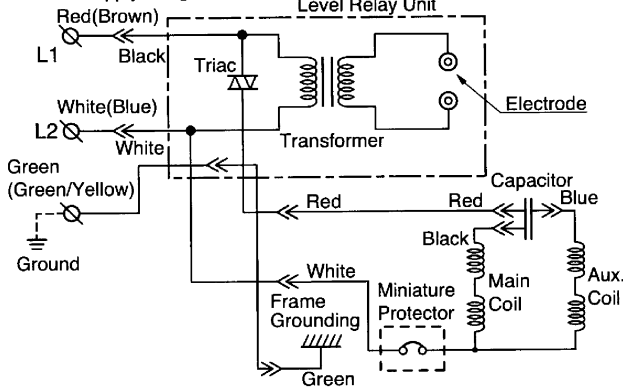 Level Relay Unit
Red(Brown)
L1
Black
Triac
White(Blue)
L2
White
Transformer
Electrode
Green
(Green/Yellow)
Ground
Capacitor
Red
Red
Blue
Black
White
Main
Coil
Aux.
Coil
Miniature
Protector
Frame
Grounding
Green